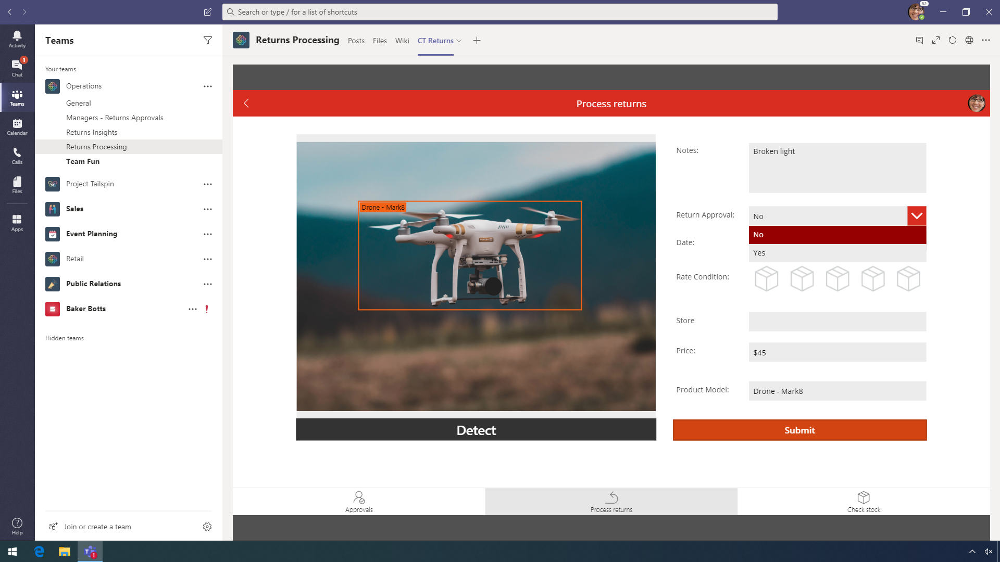 Search or type / for a list of shortcuts
R2
Activity
1
Chat
Teams
Calendar
Calls
Files
Apps
Help
Teams
Your teams
Operations
General
Managers - Returns Approvals
Returns Insights
Returns Processing
Team Fun
Project Tailspin
Sales
Event Planning
Retail
Public Relations
Baker Botts
Hidden teams
Join or create a team
Returns Processing
Posts
Files
Wiki
CT Returns
Process returns
Drone - Mark8
Detect
Notes:
Broken light
Return Approval:
No
No
Yes
Date:
Rate Condition:
Store
Price:
$45
Product Model:
Drone - Mark8
Submit
Approvals
Process returns
Check stock
T
1